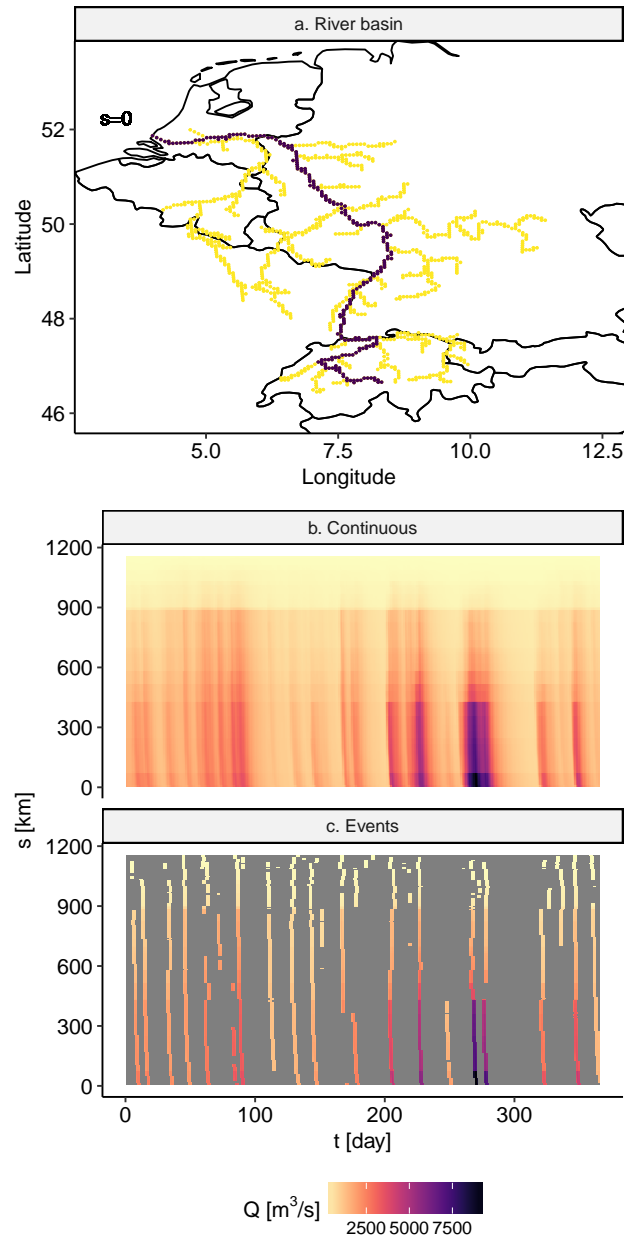 a. River basin
s=0
52
50
48
46
Latitude
5.0 7.5 10.0 12.5
Longitude
b. Continuous
1200
900
600
300
0
s [km]
c. Events
1200
900
600
300
0
0 100 200 300
t [day]
Q [m³/s]
2500 5000 7500